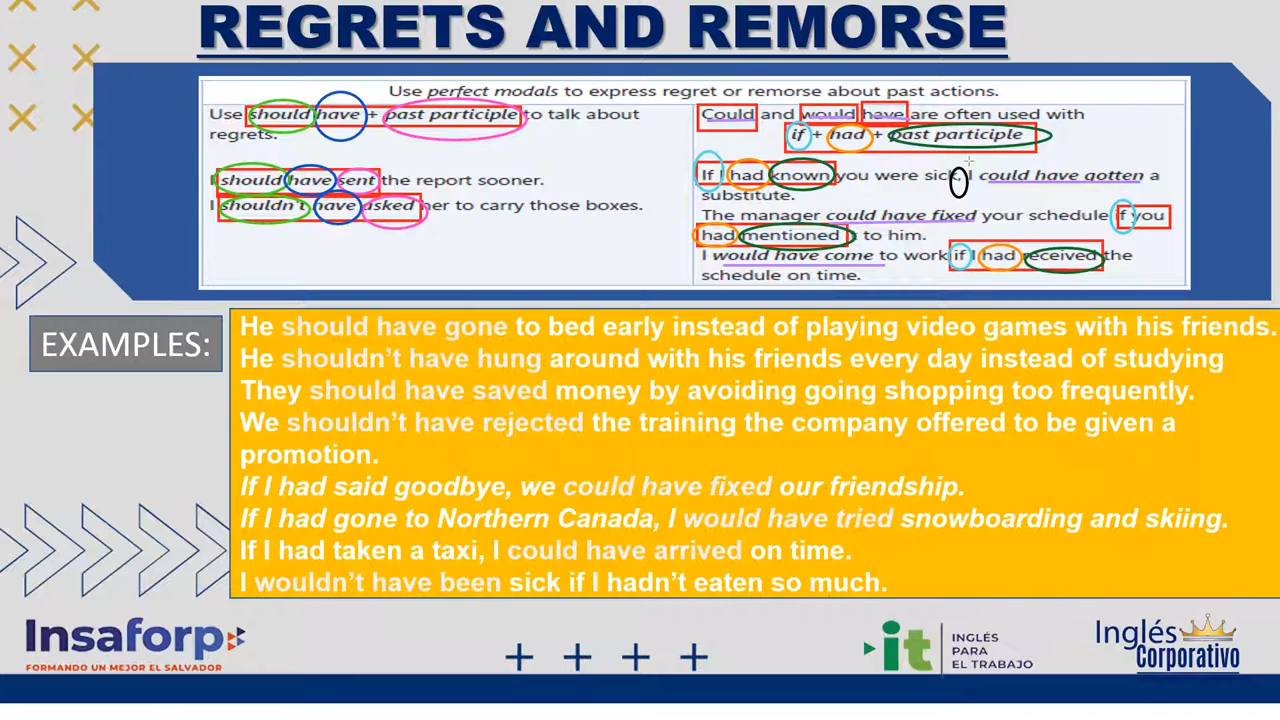 REGRETS AND REMORSE
Use perfect modals to express regret or remorse about past actions.
Use should have + past participle to talk about
regrets.
I should have sent the report sooner.
I shouldn't have asked her to carry those boxes.
Could and would have are often used with
if + had + past participle
If I had known you were sick, I could have gotten a
substitute.
The manager could have fixed your schedule if you
had mentioned it to him.
I would have come to work if I had received the
schedule on time.
EXAMPLES:
He should have gone to bed early instead of playing video games with his friends.
He shouldn't have hung around with his friends every day instead of studying
They should have saved money by avoiding going shopping too frequently.
We shouldn't have rejected the training the company offered to be given a
promotion.
If I had said goodbye, we could have fixed our friendship.
If I had gone to Northern Canada, I would have tried snowboarding and skiing.
If I had taken a taxi, I could have arrived on time.
I wouldn't have been sick if I hadn't eaten so much.
Insaforp
FORMANDO UN MEJOR EL SALVADOR
it
INGLÉS
PARA
EL TRABAJO
Inglés
Corporativo